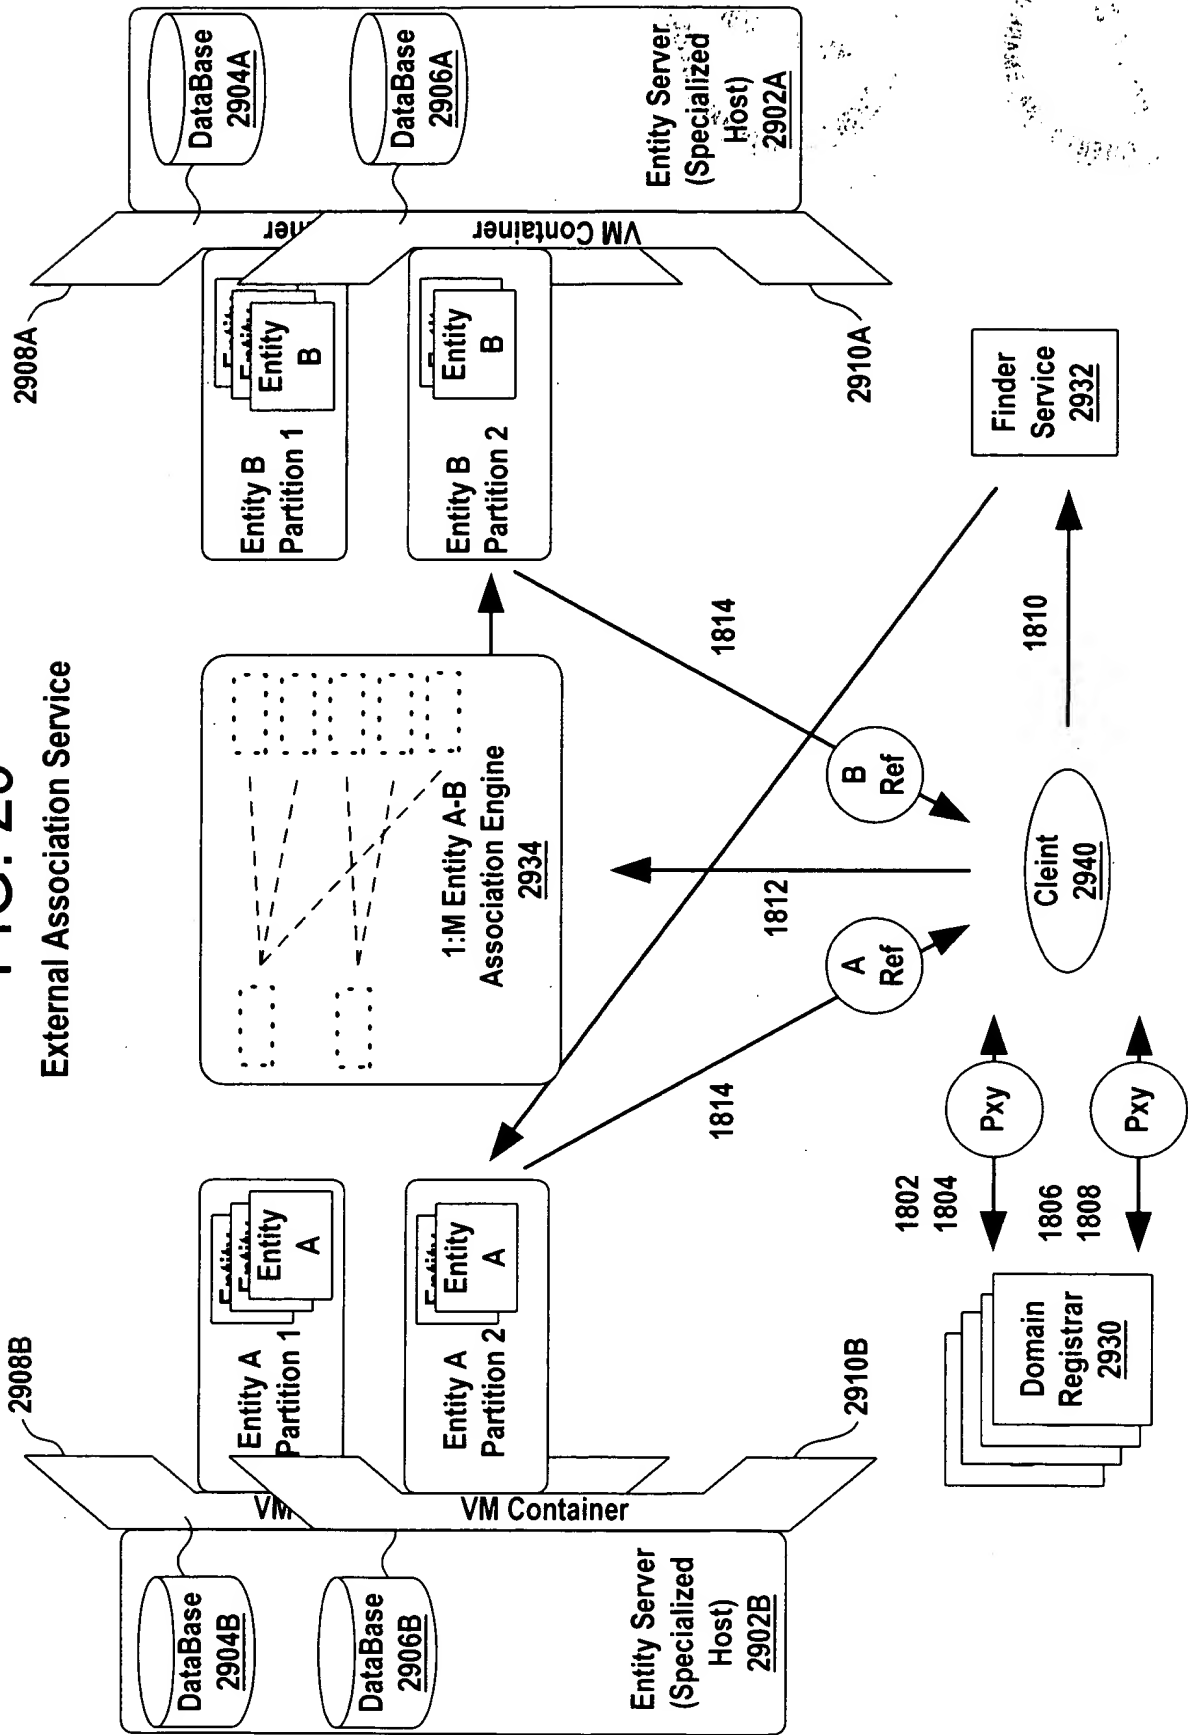 External Association Service
2908B
2908A
DataBase
2904B
DataBase
2906B
Entity Server
(Specialized
Host)
2902B
VM
VM Container
2910B
Entity A
Partition 1
Entity
A
Entity A
Partition 2
Entity
A
1:M Entity A-B
Association Engine
2934
Entity B
Partition 1
Entity
B
Entity B
Partition 2
Entity
B
VM Container
2910A
DataBase
2904A
DataBase
2906A
Entity Server
(Specialized
Host)
2902A
1814
A
Ref
1812
B
Ref
1814
1802
1804
Pxy
1806
1808
Pxy
Domain
Registrar
2930
Cleint
2940
1810
Finder
Service
2932